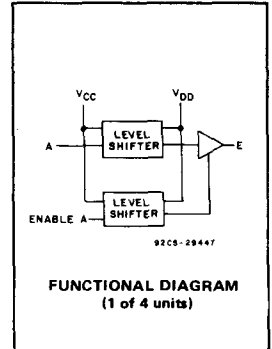 VCC VDD
LEVEL
SHIFTER
A E
LEVEL
SHIFTER
ENABLE A
92CS-29447
FUNCTIONAL DIAGRAM
(1 of 4 units)